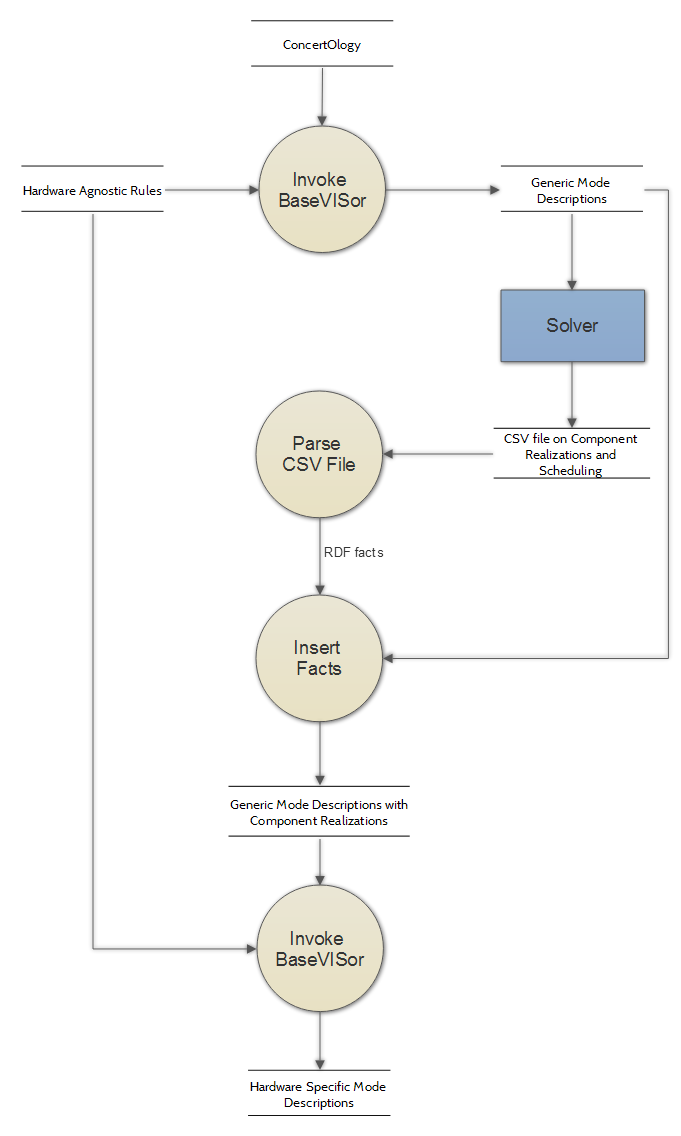 ConcertOlogy
Invoke
BaseVISor
Hardware Agnostic Rules
Generic Mode
Descriptions
Solver
CSV file on Component
Realizations and
Scheduling
Parse
CSV File
RDF facts
Insert
Facts
Generic Mode Descriptions with
Component Realizations
Invoke
BaseVISor
Hardware Specific Mode
Descriptions